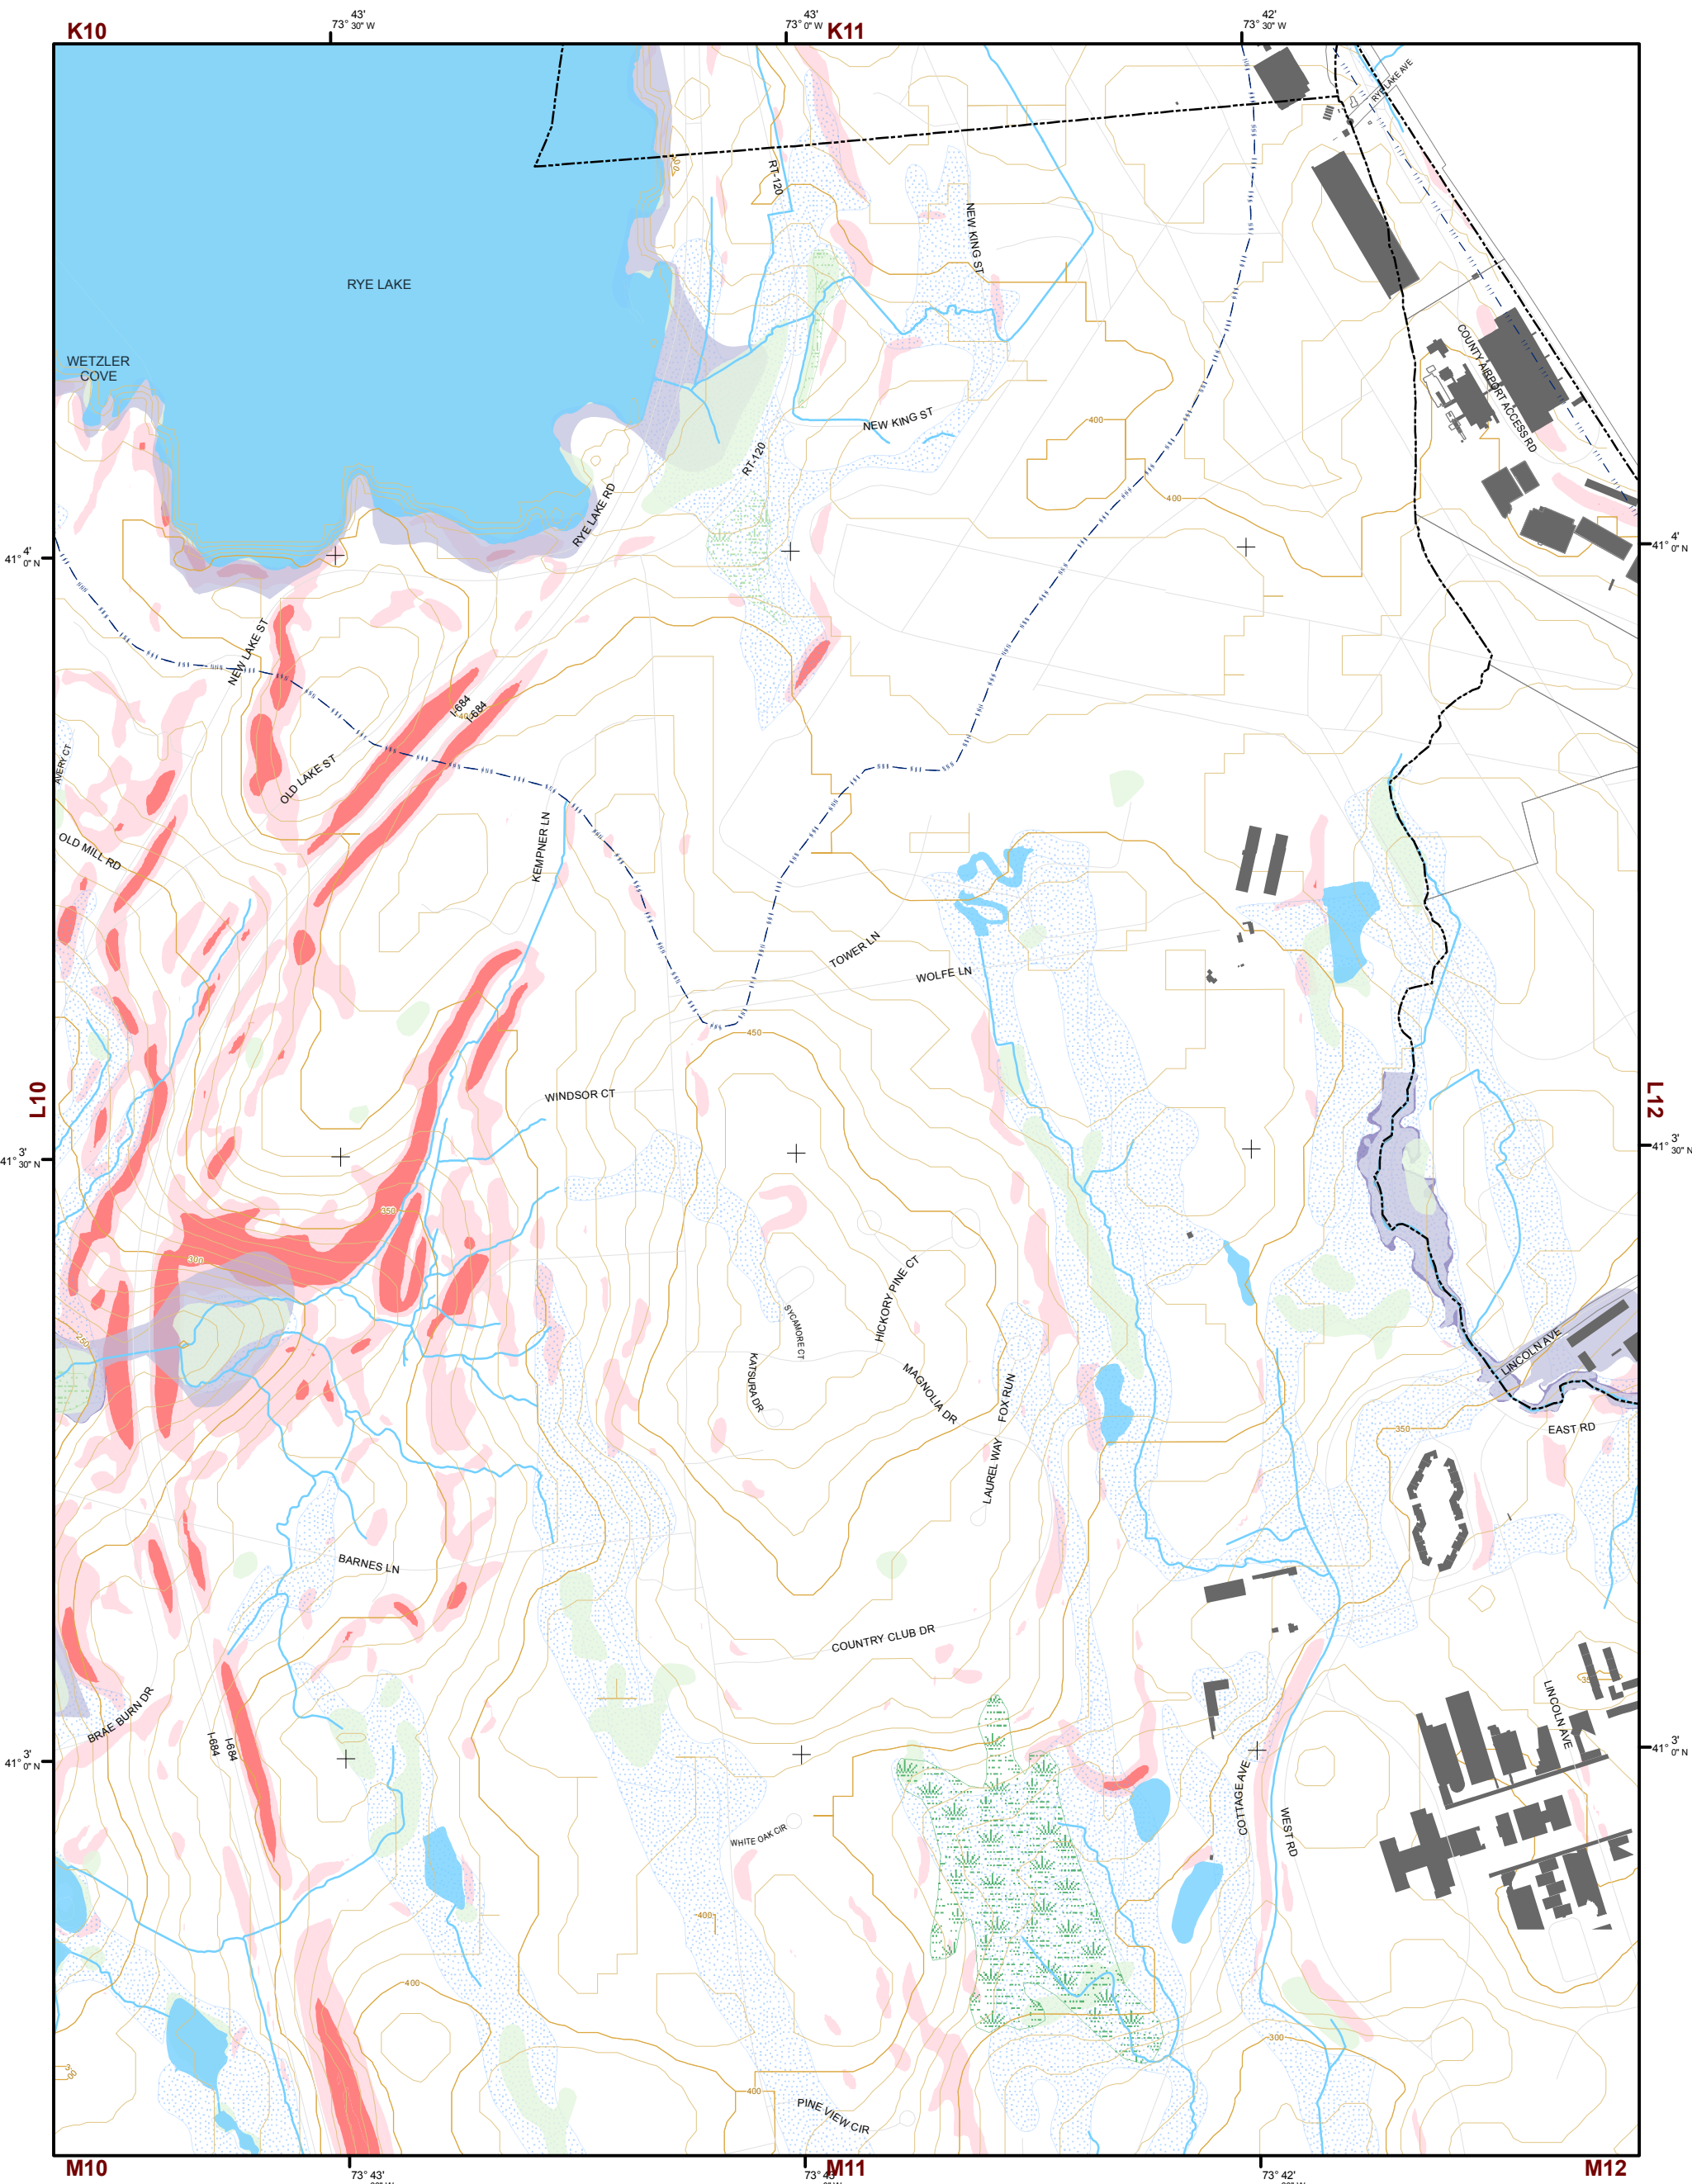 43'
73° 30" W
43'
73° 0" W
42'
73° 30" W
K10
K11
RYE LAKE AVE
RT-120
NEW KING ST
RYE LAKE
WETZLER
COVE
COUNTY AIRPORT ACCESS RD
NEW KING ST
400
RT-120
400
RYE LAKE RD
4'
41° 0" N
4'
41° 0" N
NEW LAKE ST
I-684
I-684
AVERY CT
OLD LAKE ST
OLD MILL RD
KEMPNER LN
TOWER LN
WOLFE LN
450
L10
WINDSOR CT
L12
3'
41° 30" N
3'
41° 30" N
350
300
HICKORY PINE CT
SYCAMORE CT
250
LINCOLN AVE
KATSURA DR
MAGNOLIA DR
FOX RUN
350
EAST RD
LAUREL WAY
BARNES LN
COUNTRY CLUB DR
BRAE BURN DR
LINCOLN AVE
I-684
I-684
3'
41° 0" N
3'
41° 0" N
COTTAGE AVE
WEST RD
WHITE OAK CIR
400
400
300
400
PINE VIEW CIR
M10
73° 43'
M11
73° 42'
M12